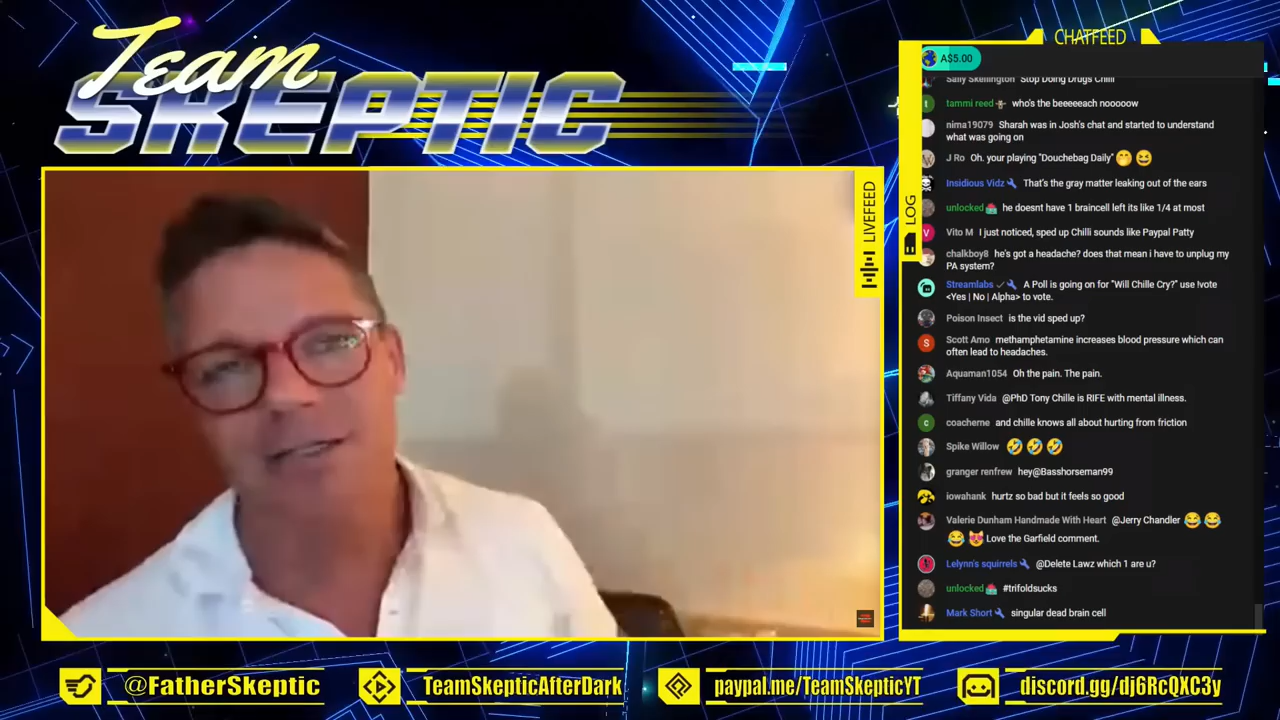 Team
SKEPTIC
CHATFEED
LIVEFEED
LOG
A$5.00
Sally Skellington Stop Doing Drugs Chilli
tammi reed who's the beeeeeach nooooow
nima19079 Sharah was in Josh's chat and started to understand
what was going on
J Ro Oh. your playing "Douchebag Daily"
Insidious Vidz That's the gray matter leaking out of the ears
unlocked he doesnt have 1 braincell left its like 1/4 at most
Vito M I just noticed, sped up Chilli sounds like Paypal Patty
chalkboy8 he's got a headache? does that mean i have to unplug my
PA system?
Streamlabs A Poll is going on for "Will Chille Cry?" use !vote
<Yes | No | Alpha> to vote.
Poison Insect is the vid sped up?
Scott Amo methamphetamine increases blood pressure which can
often lead to headaches.
Aquaman1054 Oh the pain. The pain.
Tiffany Vida @PhD Tony Chille is RIFE with mental illness.
coacheme and chille knows all about hurting from friction
Spike Willow
granger renfrew hey@Basshorseman99
iowahank hurtz so bad but it feels so good
Valerie Dunham Handmade With Heart @Jerry Chandler
Love the Garfield comment.
Lelynn's squirrels @Delete Lawz which 1 are u?
unlocked #trifoldsucks
Mark Short singular dead brain cell
@FatherSkeptic
TeamSkepticAfterDark
paypal.me/TeamSkepticYT
discord.gg/dj6RcQXC3y